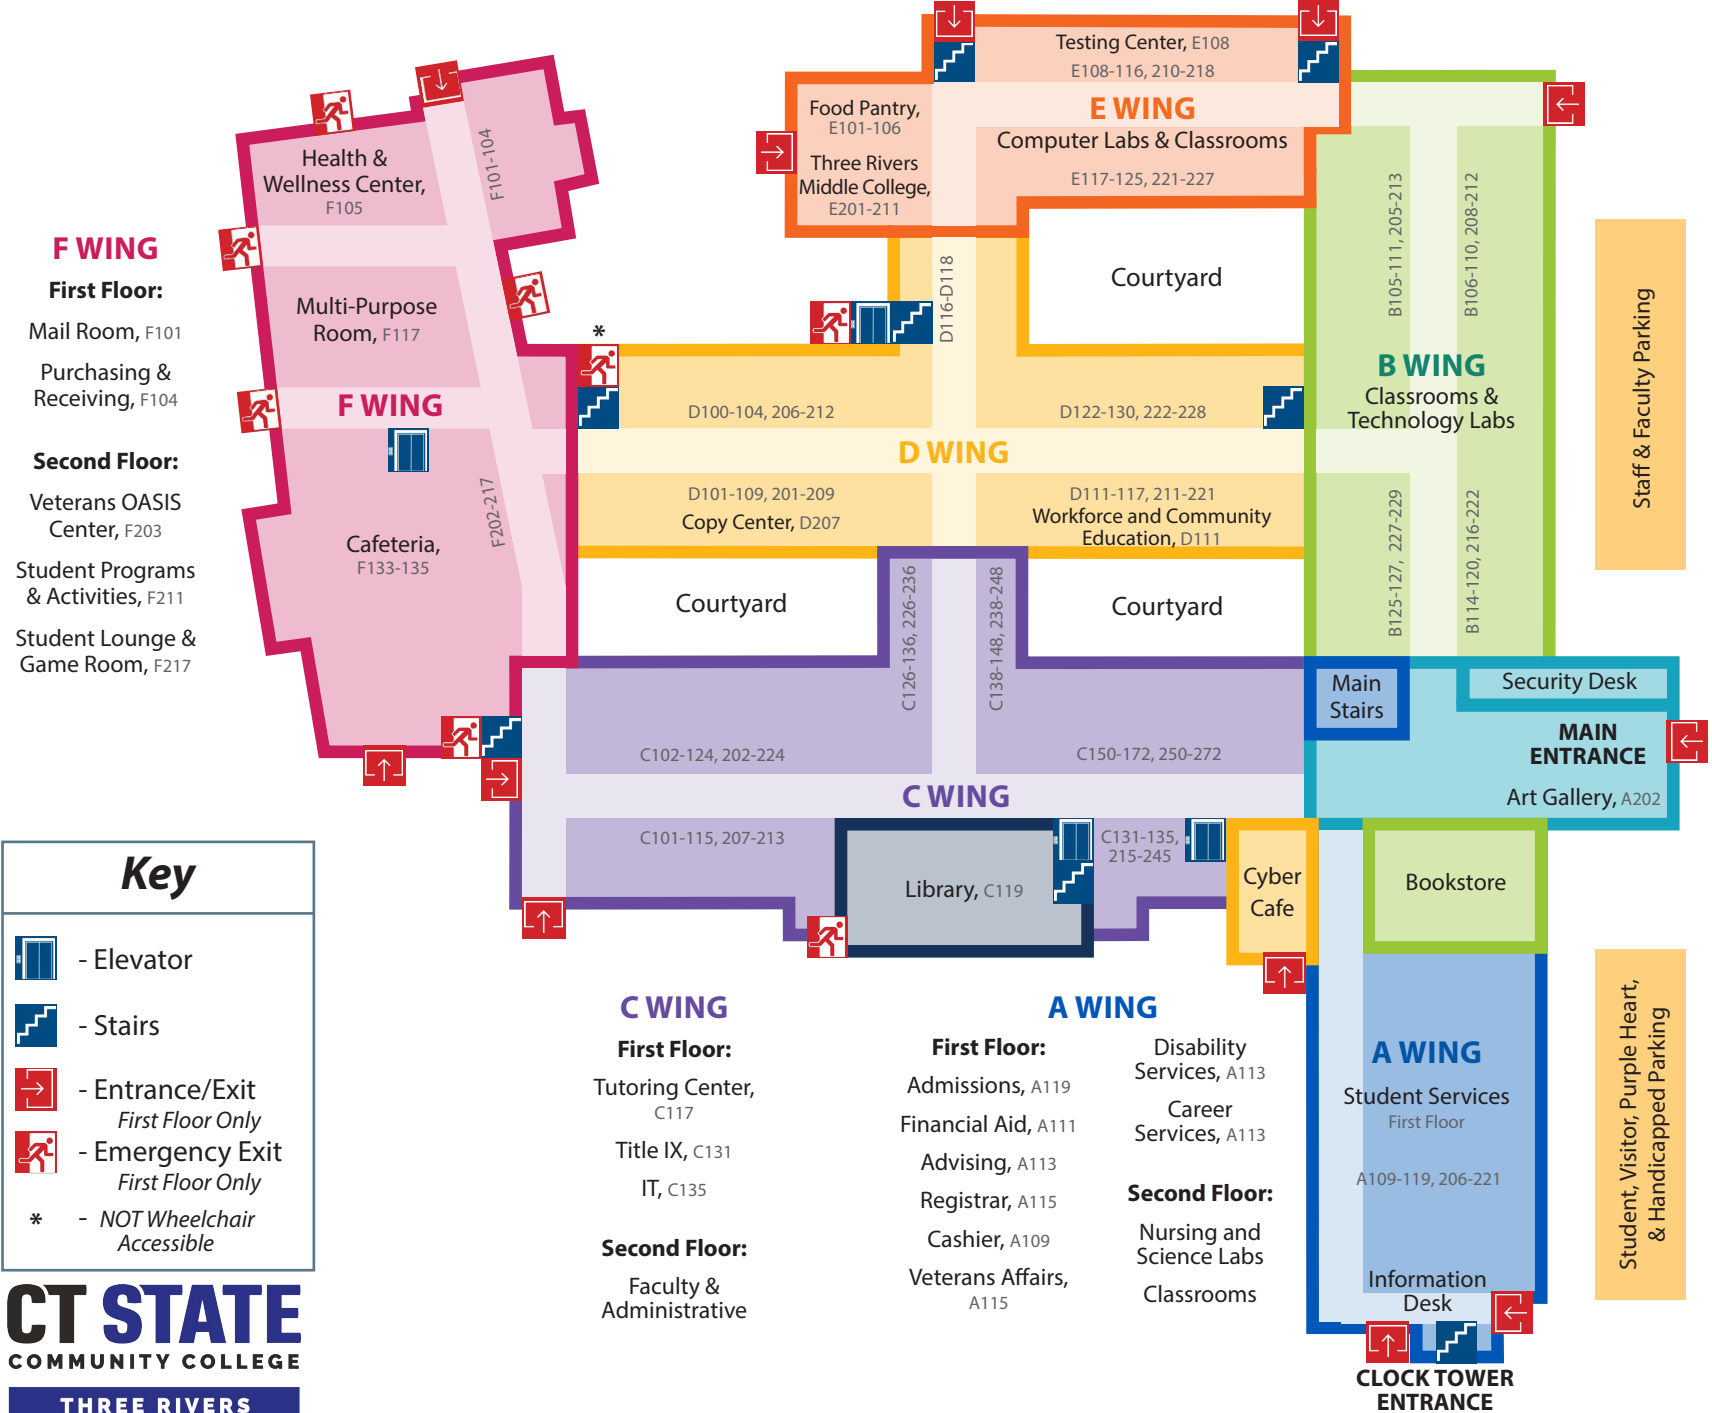 Testing Center, E108
E108-116, 210-218
E WING
Computer Labs & Classrooms
E117-125, 221-227
Food Pantry,
E101-106
Three Rivers
Middle College,
E201-211
Health &
Wellness Center,
F105
F101-104
Multi-Purpose
Room, F117
F WING
F202-217
Cafeteria,
F133-135
F WING
First Floor:
Mail Room, F101
Purchasing &
Receiving, F104
Second Floor:
Veterans OASIS
Center, F203
Student Programs
& Activities, F211
Student Lounge &
Game Room, F217
*
D116-D118
Courtyard
D100-104, 206-212
D122-130, 222-228
D WING
D101-109, 201-209
Copy Center, D207
D111-117, 211-221
Workforce and Community
Education, D111
Courtyard
Courtyard
B105-111, 205-213
B106-110, 208-212
B WING
Classrooms &
Technology Labs
B125-127, 227-229
B114-120, 216-222
Staff & Faculty Parking
C126-136, 226-236
C138-148, 238-248
C102-124, 202-224
C150-172, 250-272
C WING
C101-115, 207-213
Library, C119
C131-135,
215-245
Cyber
Cafe
Main
Stairs
Security Desk
MAIN
ENTRANCE
Art Gallery, A202
Bookstore
A WING
Student Services
First Floor
A109-119, 206-221
Information
Desk
CLOCK TOWER
ENTRANCE
Student, Visitor, Purple Heart,
& Handicapped Parking
C WING
First Floor:
Tutoring Center,
C117
Title IX, C131
IT, C135
Second Floor:
Faculty &
Administrative
A WING
First Floor:
Admissions, A119
Financial Aid, A111
Advising, A113
Registrar, A115
Cashier, A109
Veterans Affairs,
A115
Disability
Services, A113
Career
Services, A113
Second Floor:
Nursing and
Science Labs
Classrooms
Key
- Elevator
- Stairs
- Entrance/Exit
First Floor Only
- Emergency Exit
First Floor Only
* - NOT Wheelchair
Accessible
CT STATE
COMMUNITY COLLEGE
THREE RIVERS